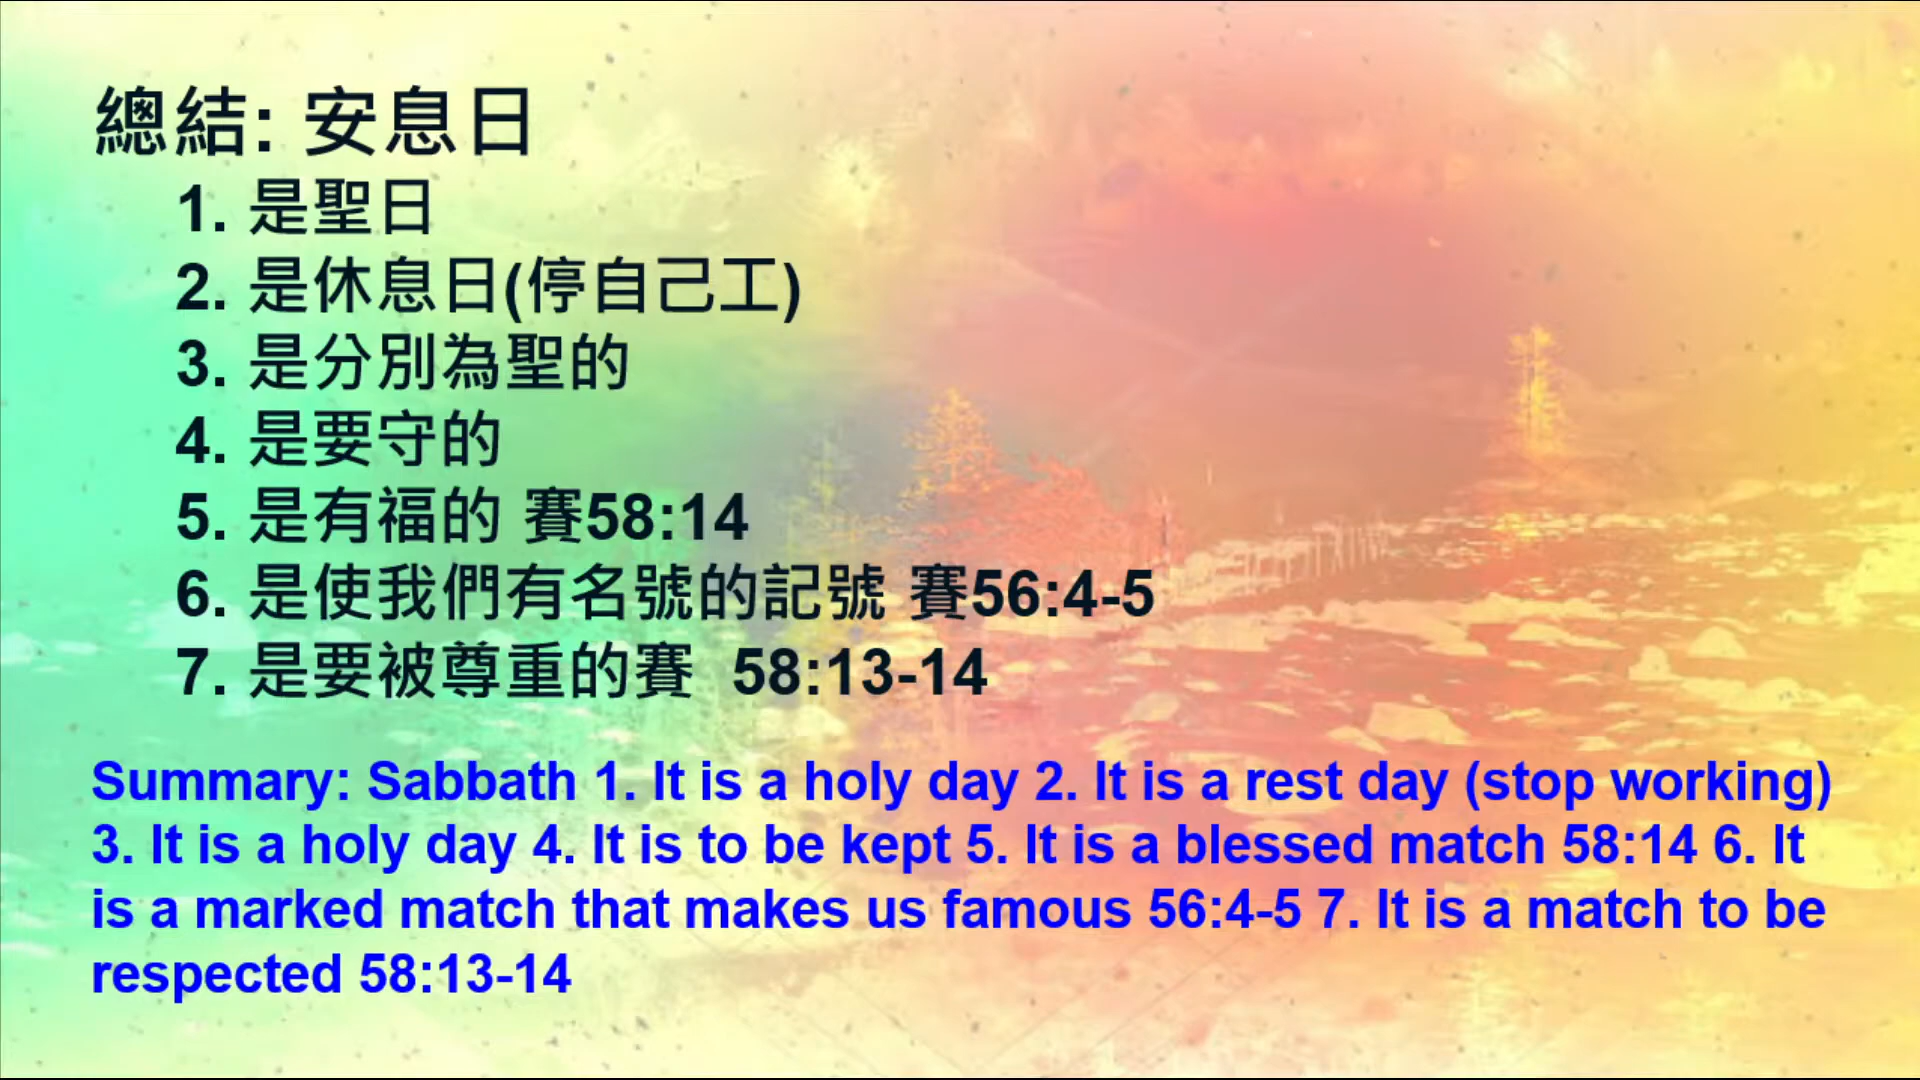 總結: 安息日
1. 是聖日
2. 是休息日(停自己工)
3. 是分別為聖的
4. 是要守的
5. 是有福的 賽58:14
6. 是使我們有名號的記號 賽56:4-5
7. 是要被尊重的賽  58:13-14
Summary: Sabbath 1. It is a holy day 2. It is a rest day (stop working)
3. It is a holy day 4. It is to be kept 5. It is a blessed match 58:14 6. It
is a marked match that makes us famous 56:4-5 7. It is a match to be
respected 58:13-14